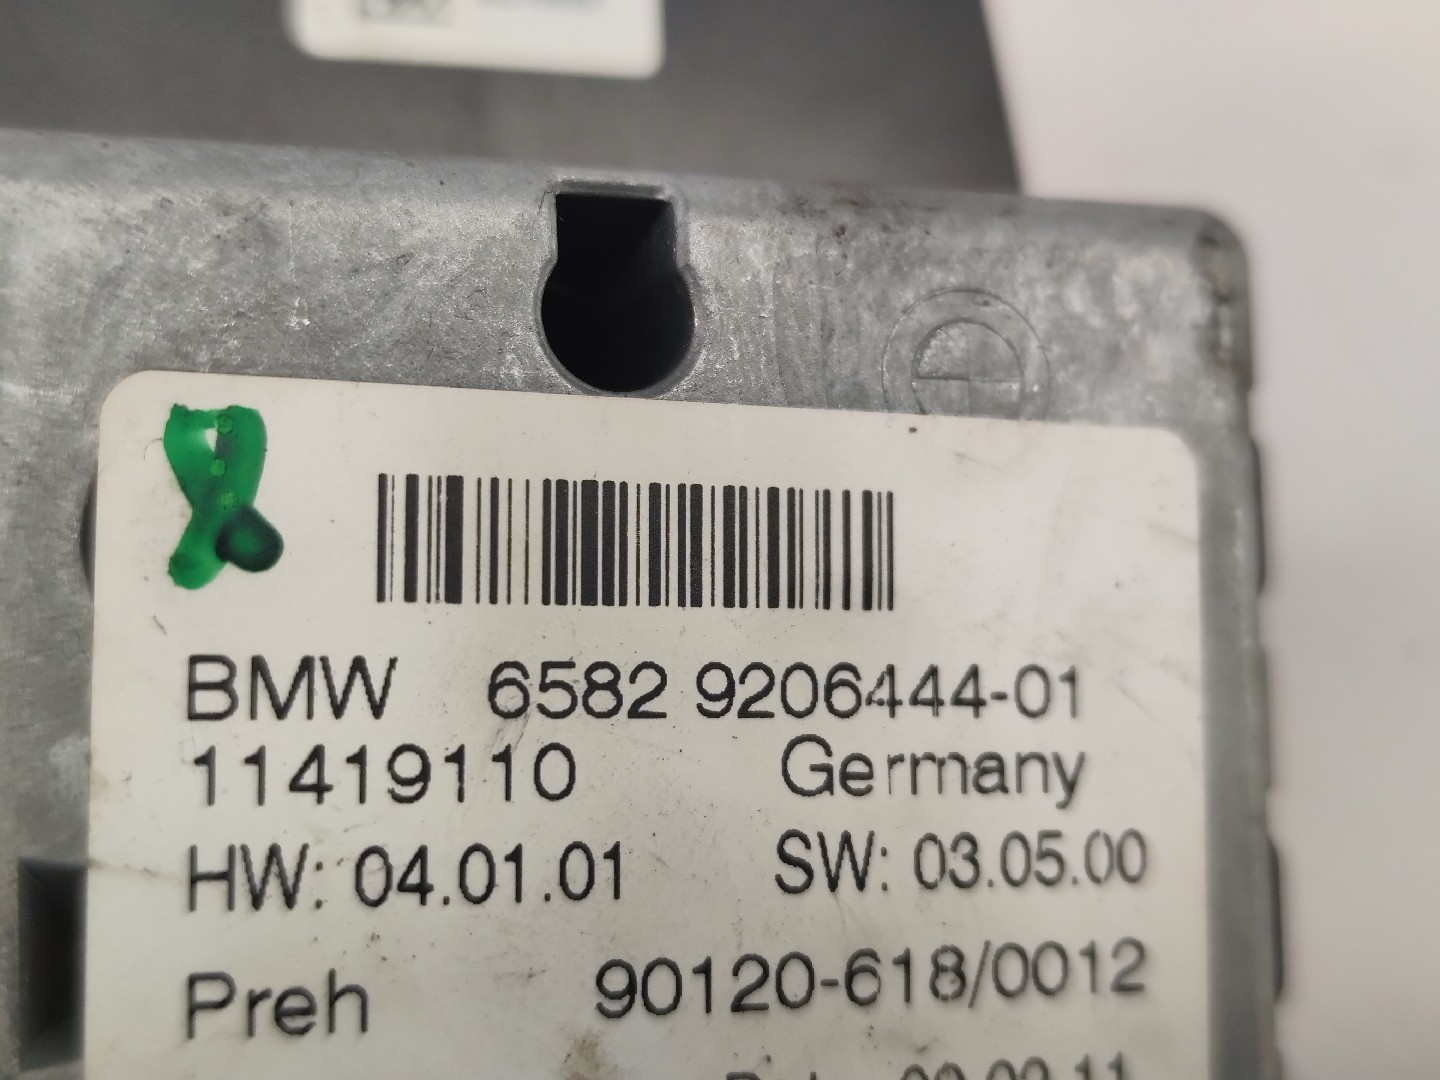 BMW 6582 9206444-01
11419110 Germany
HW: 04.01.01 SW: 03.05.00
Preh 90120-618/0012